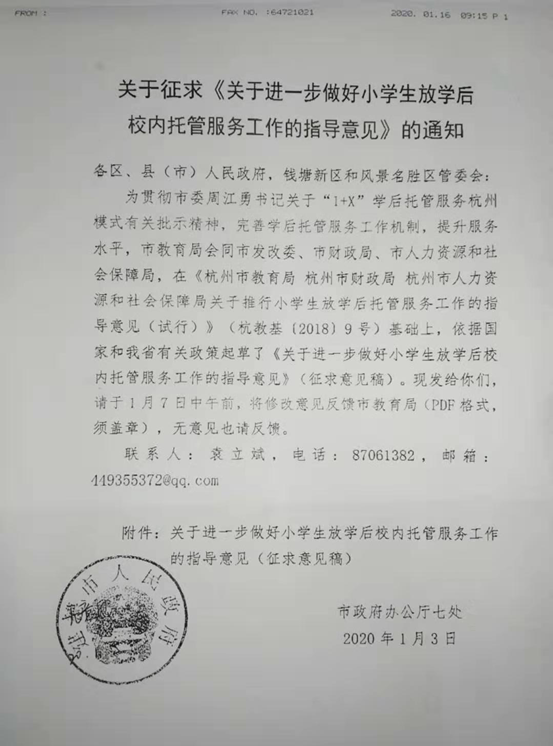 FROM :
FAX NO. :64721021
2020. 01.16 09:15 P 1
关于征求《关于进一步做好小学生放学后
校内托管服务工作的指导意见》的通知
各区、县（市）人民政府，钱塘新区和风景名胜区管委会：
为贯彻市委周江勇书记关于“1+X”学后托管服务杭州
模式有关批示精神，完善学后托管服务工作机制，提升服务
水平，市教育局会同市发改委、市财政局、市人力资源和社
会保障局，在《杭州市教育局 杭州市财政局 杭州市人力资
源和社会保障局关于推行小学生放学后托管服务工作的指
导意见（试行）》（杭教基〔2018〕9号）基础上，依据国
家和我省有关政策起草了《关于进一步做好小学生放学后校
内托管服务工作的指导意见》（征求意见稿）。现发给你们，
请于1月7日中午前，将修改意见反馈市教育局（PDF格式，
须盖章），无意见也请反馈。
联系人：袁立斌，电话：87061382，邮箱：
449355372@qq.com
附件：关于进一步做好小学生放学后校内托管服务工作
的指导意见（征求意见稿）
市人民政府
市政府办公厅七处
2020年1月3日